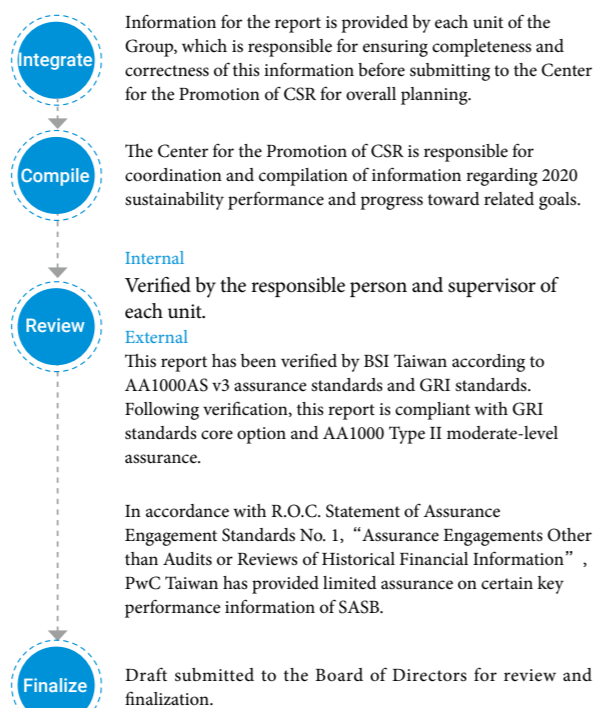 Integrate
Information for the report is provided by each unit of the
Group, which is responsible for ensuring completeness and
correctness of this information before submitting to the Center
for the Promotion of CSR for overall planning.
Compile
The Center for the Promotion of CSR is responsible for
coordination and compilation of information regarding 2020
sustainability performance and progress toward related goals.
Review
Internal
Verified by the responsible person and supervisor of
each unit.
External
This report has been verified by BSI Taiwan according to
AA1000AS v3 assurance standards and GRI standards.
Following verification, this report is compliant with GRI
standards core option and AA1000 Type II moderate-level
assurance.
In accordance with R.O.C. Statement of Assurance
Engagement Standards No. 1, “Assurance Engagements Other
than Audits or Reviews of Historical Financial Information” ,
PwC Taiwan has provided limited assurance on certain key
performance information of SASB.
Finalize
Draft submitted to the Board of Directors for review and
finalization.